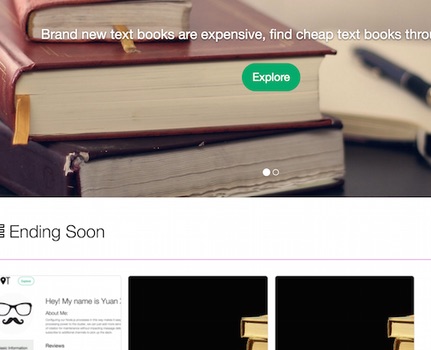 Brand new text books are expensive, find cheap text books throu
Explore
Ending Soon
Hey! My name is Yuan
About Me:
Reviews